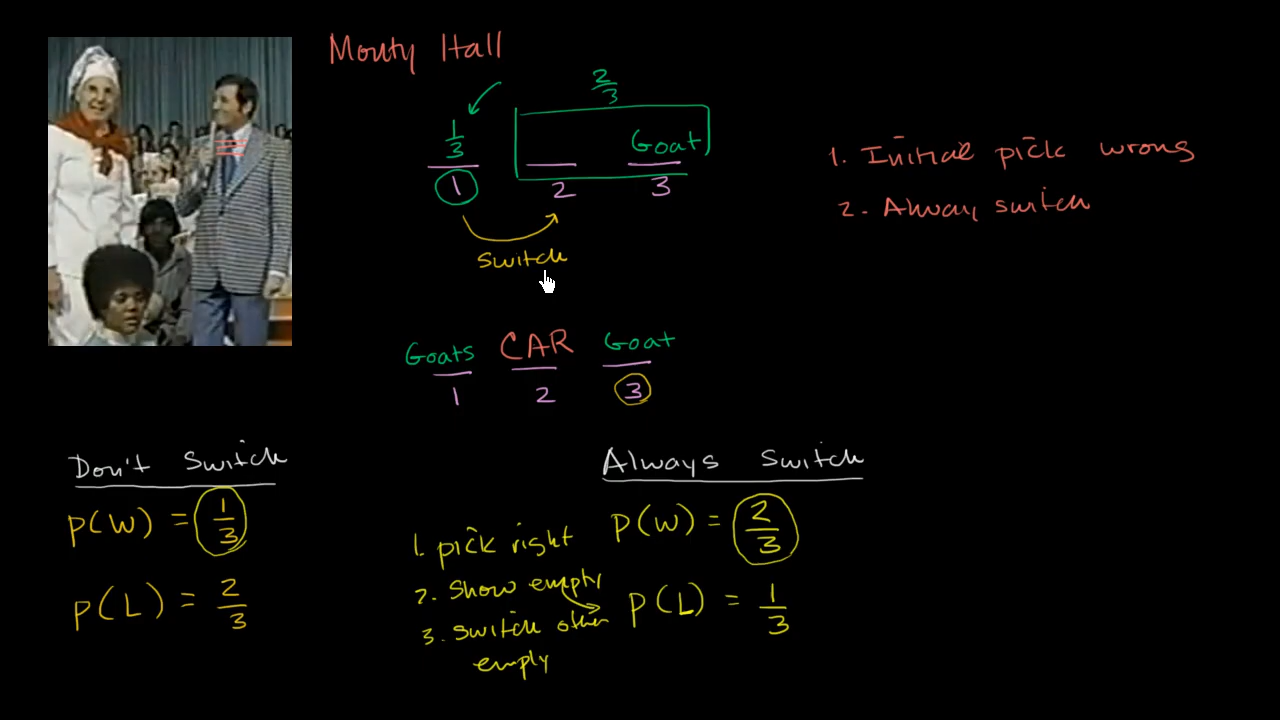 Monty Hall
2/3
1/3 Goat
1 2 3
Switch
1. Initial pick wrong
2. Alway switch
Goats CAR Goat
1 2 3
Don't Switch
P(W) = 1/3
P(L) = 2/3
1. pick right
2. Show empty
3. switch other
empty
Always Switch
P(W) = 2/3
P(L) = 1/3